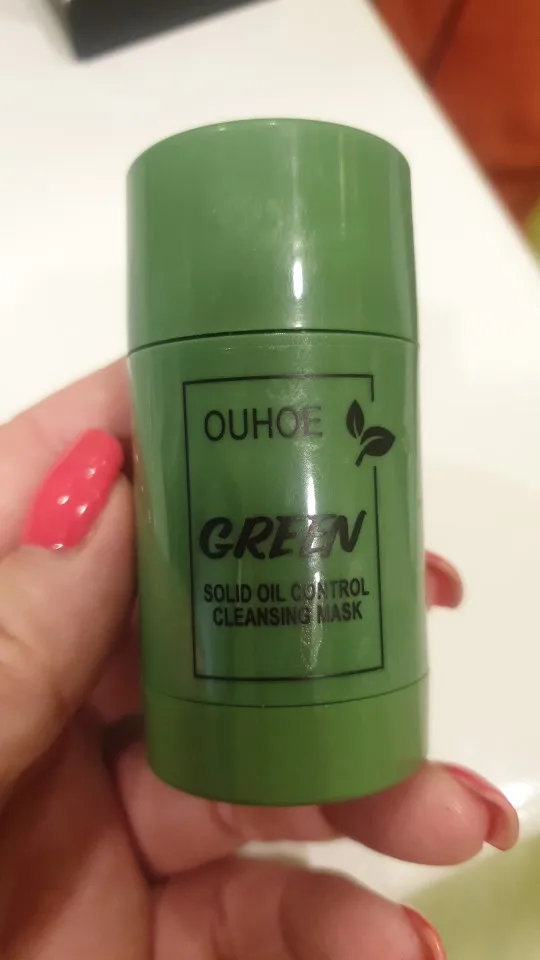 OUHOE
GREEN
SOLID OIL CONTROL
CLEANSING MASK